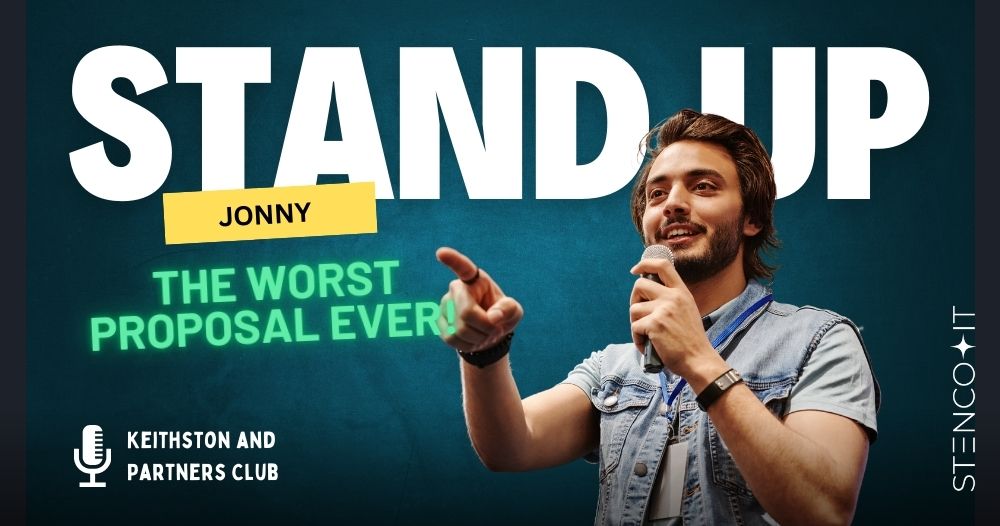 STAND UP
JONNY
THE WORST
PROPOSAL EVER!
KEITHSTON AND
PARTNERS CLUB
STENCO✦IT